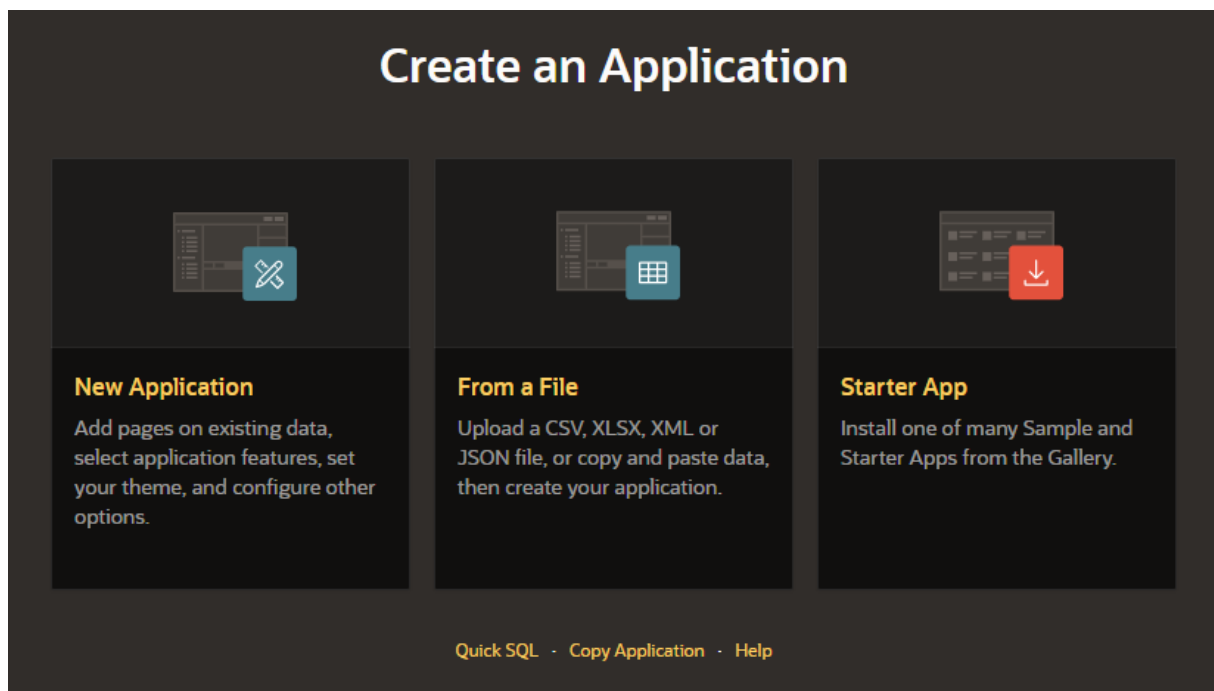 Create an Application
New Application
Add pages on existing data,
select application features, set
your theme, and configure other
options.
From a File
Upload a CSV, XLSX, XML or
JSON file, or copy and paste data,
then create your application.
Starter App
Install one of many Sample and
Starter Apps from the Gallery.
Quick SQL - Copy Application - Help